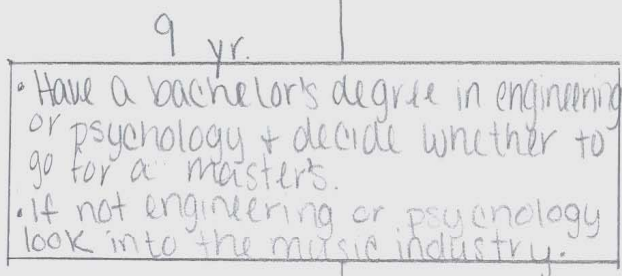 9 yr.
• Have a bachelor's degree in engineering
or psychology + decide whether to
go for a master's.
• If not engineering or psychology
look into the music industry.